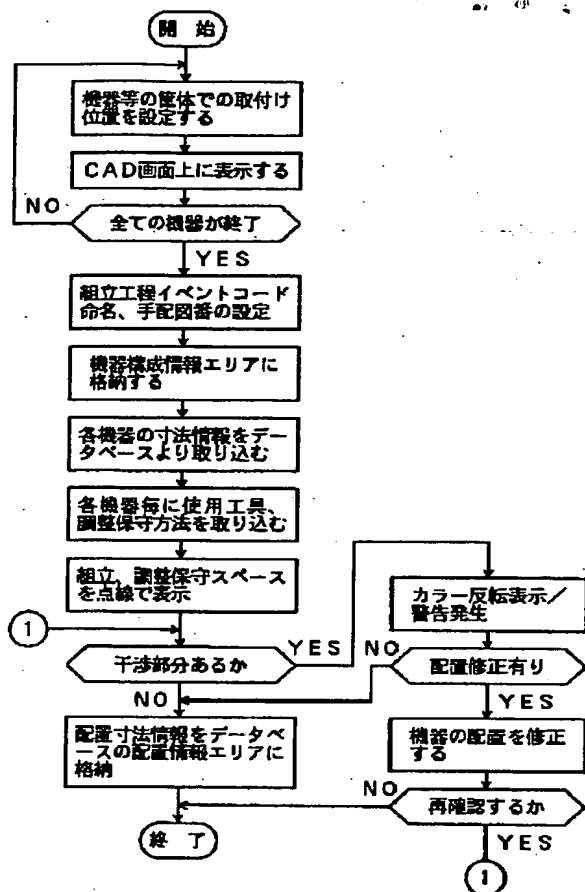 開 始
機器等の筐体での取付け
位置を設定する
CAD画面上に表示する
NO
全ての機器が終了
YES
組立工程イベントコード
命名、手配図番の設定
機器構成情報エリアに
格納する
各機器の寸法情報をデー
タベースより取り込む
各機器毎に使用工具、
調整保守方法を取り込む
組立、調整保守スペース
を点線で表示
1
干渉部分あるか
YES
NO
カラー反転表示／
警告発生
NO
配置修正有り
YES
配置寸法情報をデータベ
ースの配置情報エリアに
格納
機器の配置を修正
する
NO
再確認するか
YES
終 了
1